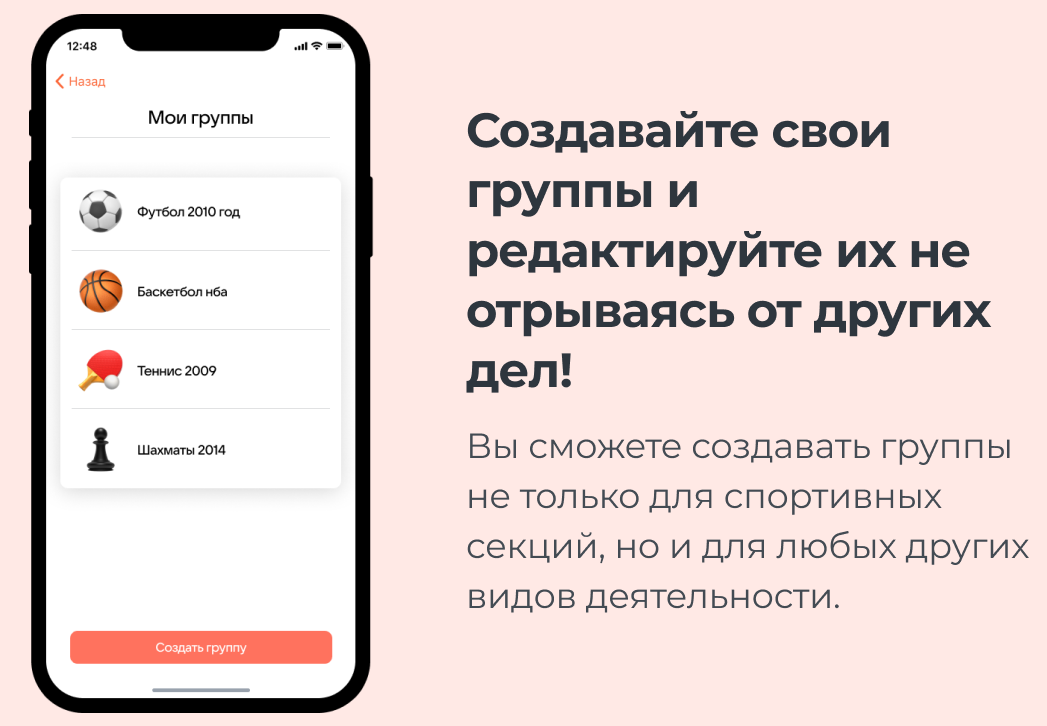 12:48
Назад
Мои группы
Футбол 2010 год
Баскетбол нба
Теннис 2009
Шахматы 2014
Создать группу
Создавайте свои
группы и
редактируйте их не
отрываясь от других
дел!
Вы сможете создавать группы
не только для спортивных
секций, но и для любых других
видов деятельности.